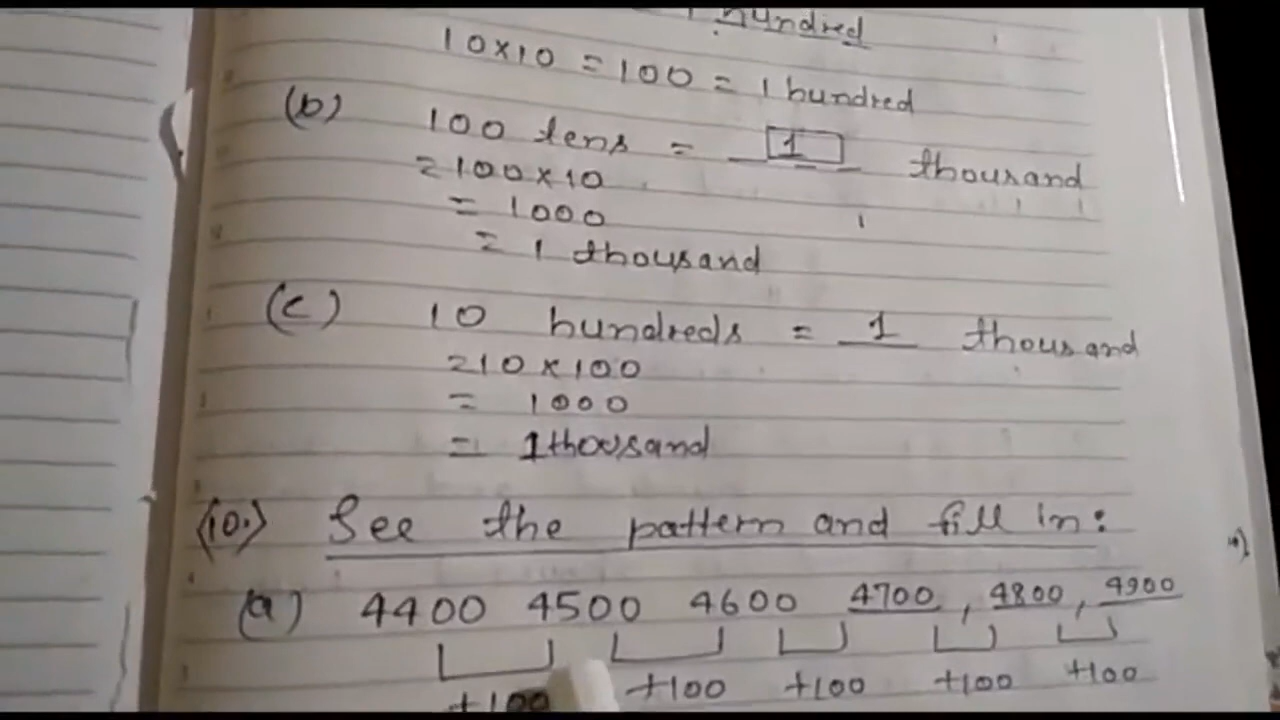 hundred
10×10 = 100 = 1 hundred
(b) 100 tens = 1 thousand
= 100×10
= 1000
= 1 thousand
(c) 10 hundreds = 1 thousand
= 10×100
= 1000
= 1 thousand
(10.) See the pattern and fill in:
(a) 4400 4500 4600 4700, 4800, 4900
+100 +100 +100 +100 +100